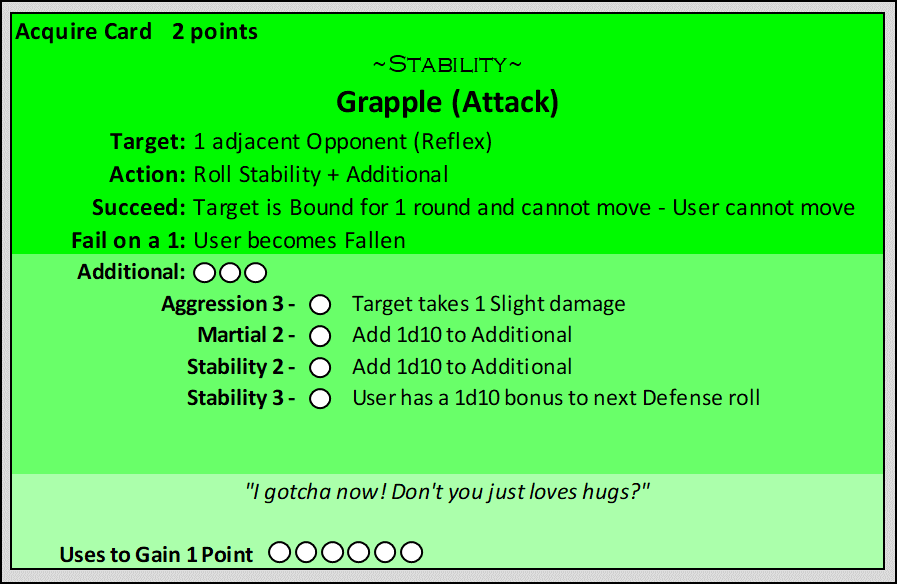 Acquire Card 2 points
~Stability~
Grapple (Attack)
Target: 1 adjacent Opponent (Reflex)
Action: Roll Stability + Additional
Succeed: Target is Bound for 1 round and cannot move - User cannot move
Fail on a 1: User becomes Fallen
Additional:
Aggression 3 - Target takes 1 Slight damage
Martial 2 - Add 1d10 to Additional
Stability 2 - Add 1d10 to Additional
Stability 3 - User has a 1d10 bonus to next Defense roll
"I gotcha now! Don't you just loves hugs?"
Uses to Gain 1 Point